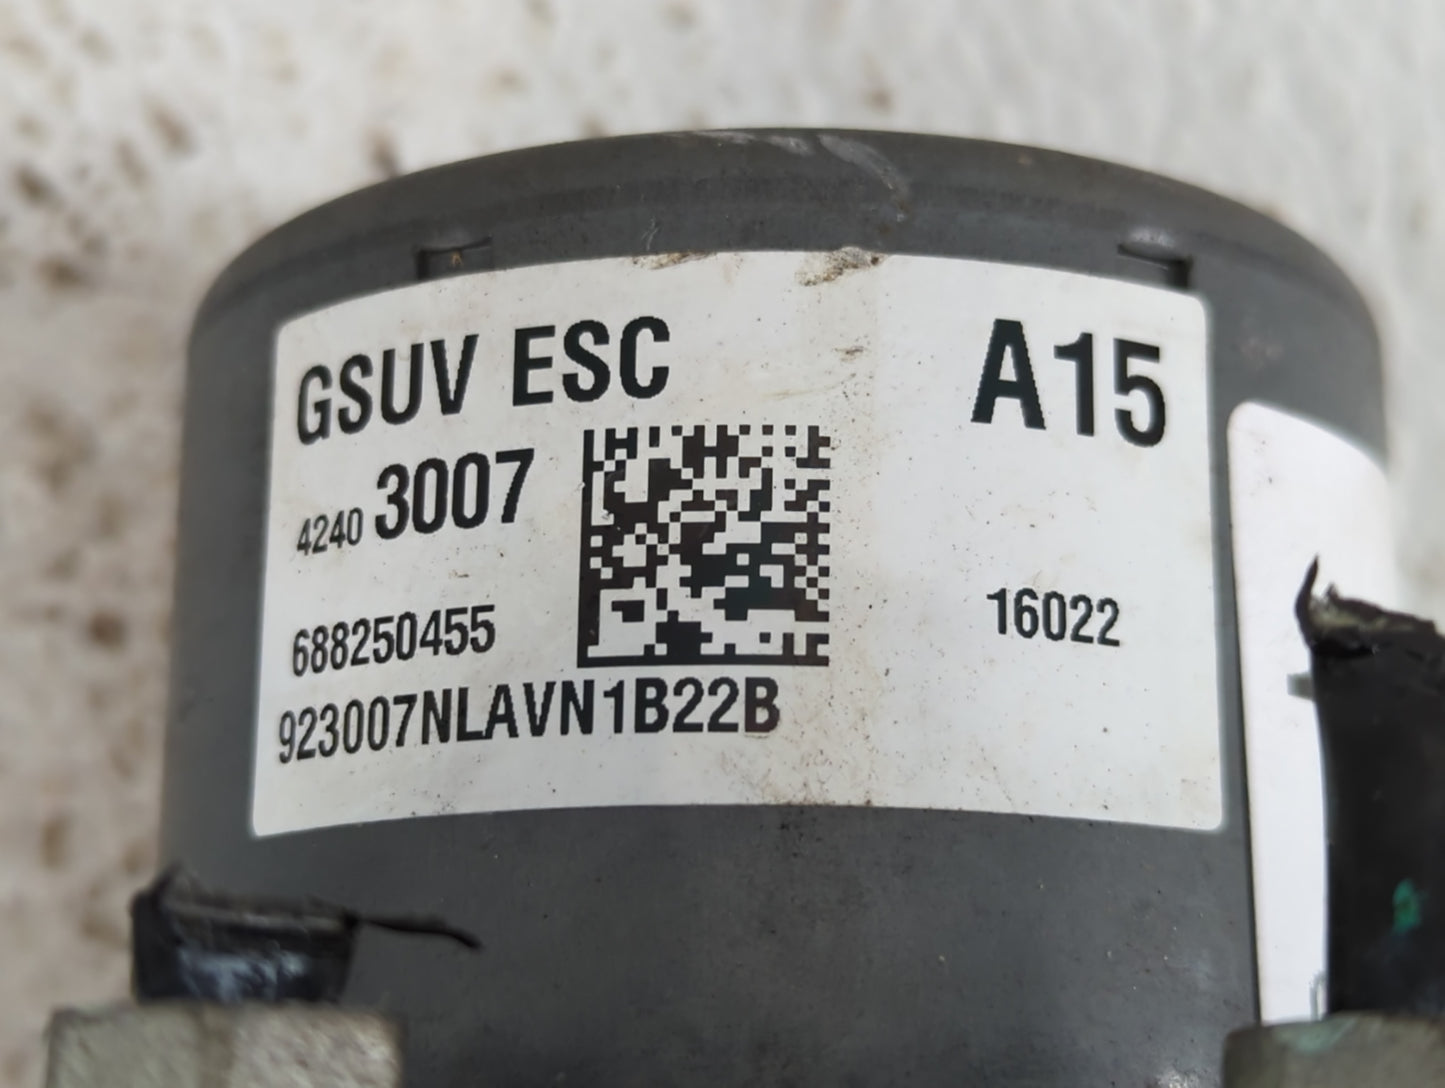 GSUV ESC
A15
4240 3007
688250455
16022
923007NLAVN1B22B